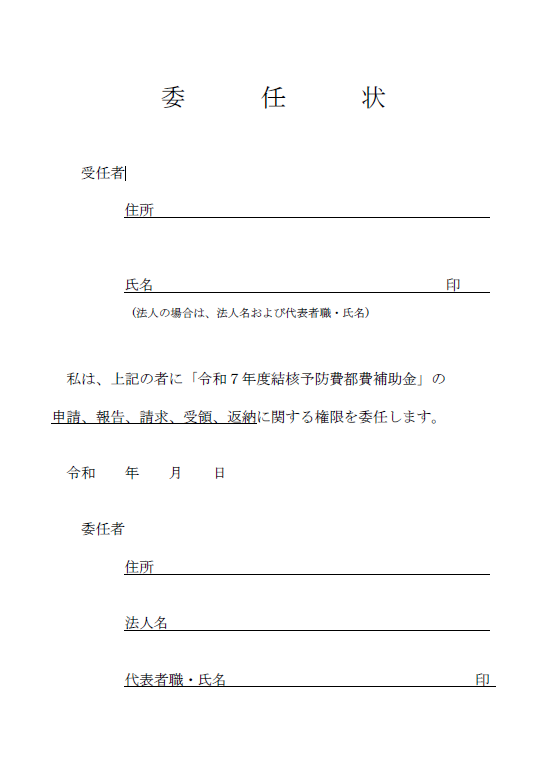 委　任　状
受任者
住所
氏名　印
(法人の場合は、法人名および代表者職・氏名)
私は、上記の者に「令和７年度結核予防費都費補助金」の
申請、報告、請求、受領、返納に関する権限を委任します。
令和　年　月　日
委任者
住所
法人名
代表者職・氏名　印